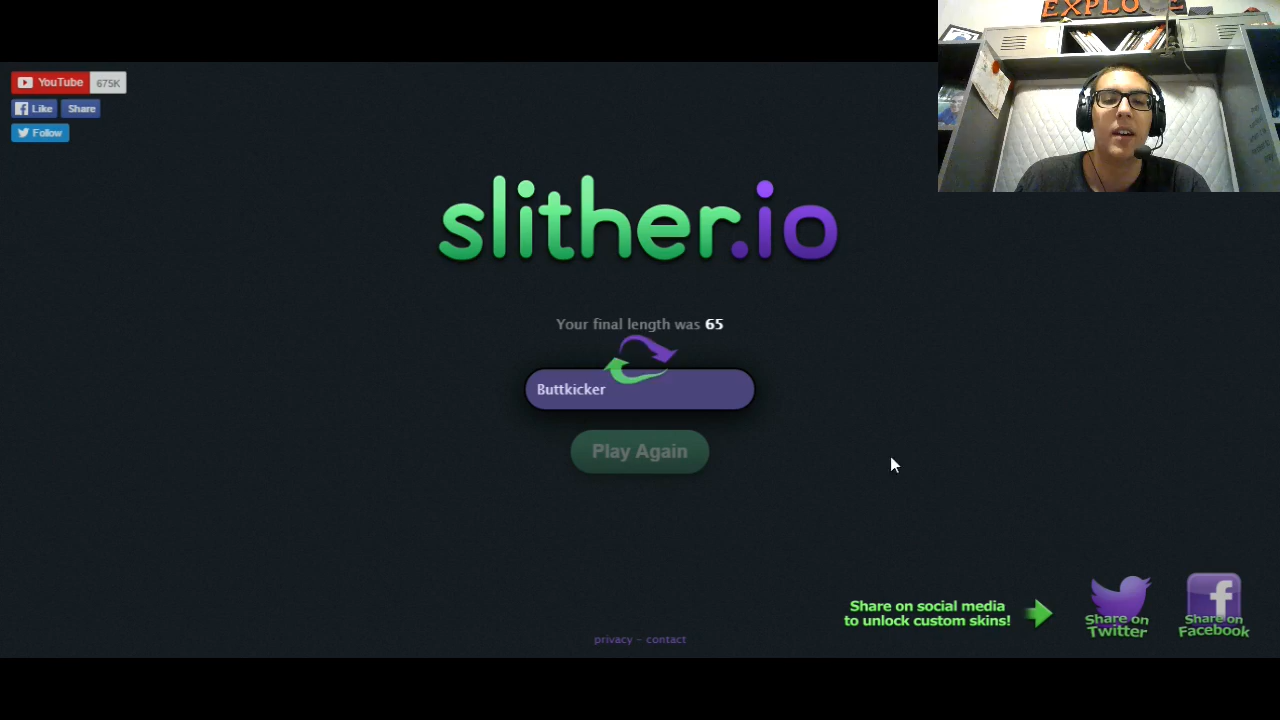 EXPLO
YouTube 675K
Like Share
Follow
slither.io
Your final length was 65
Buttkicker
Play Again
Share on social media
to unlock custom skins!
Share on
Twitter
Share on
Facebook
privacy - contact